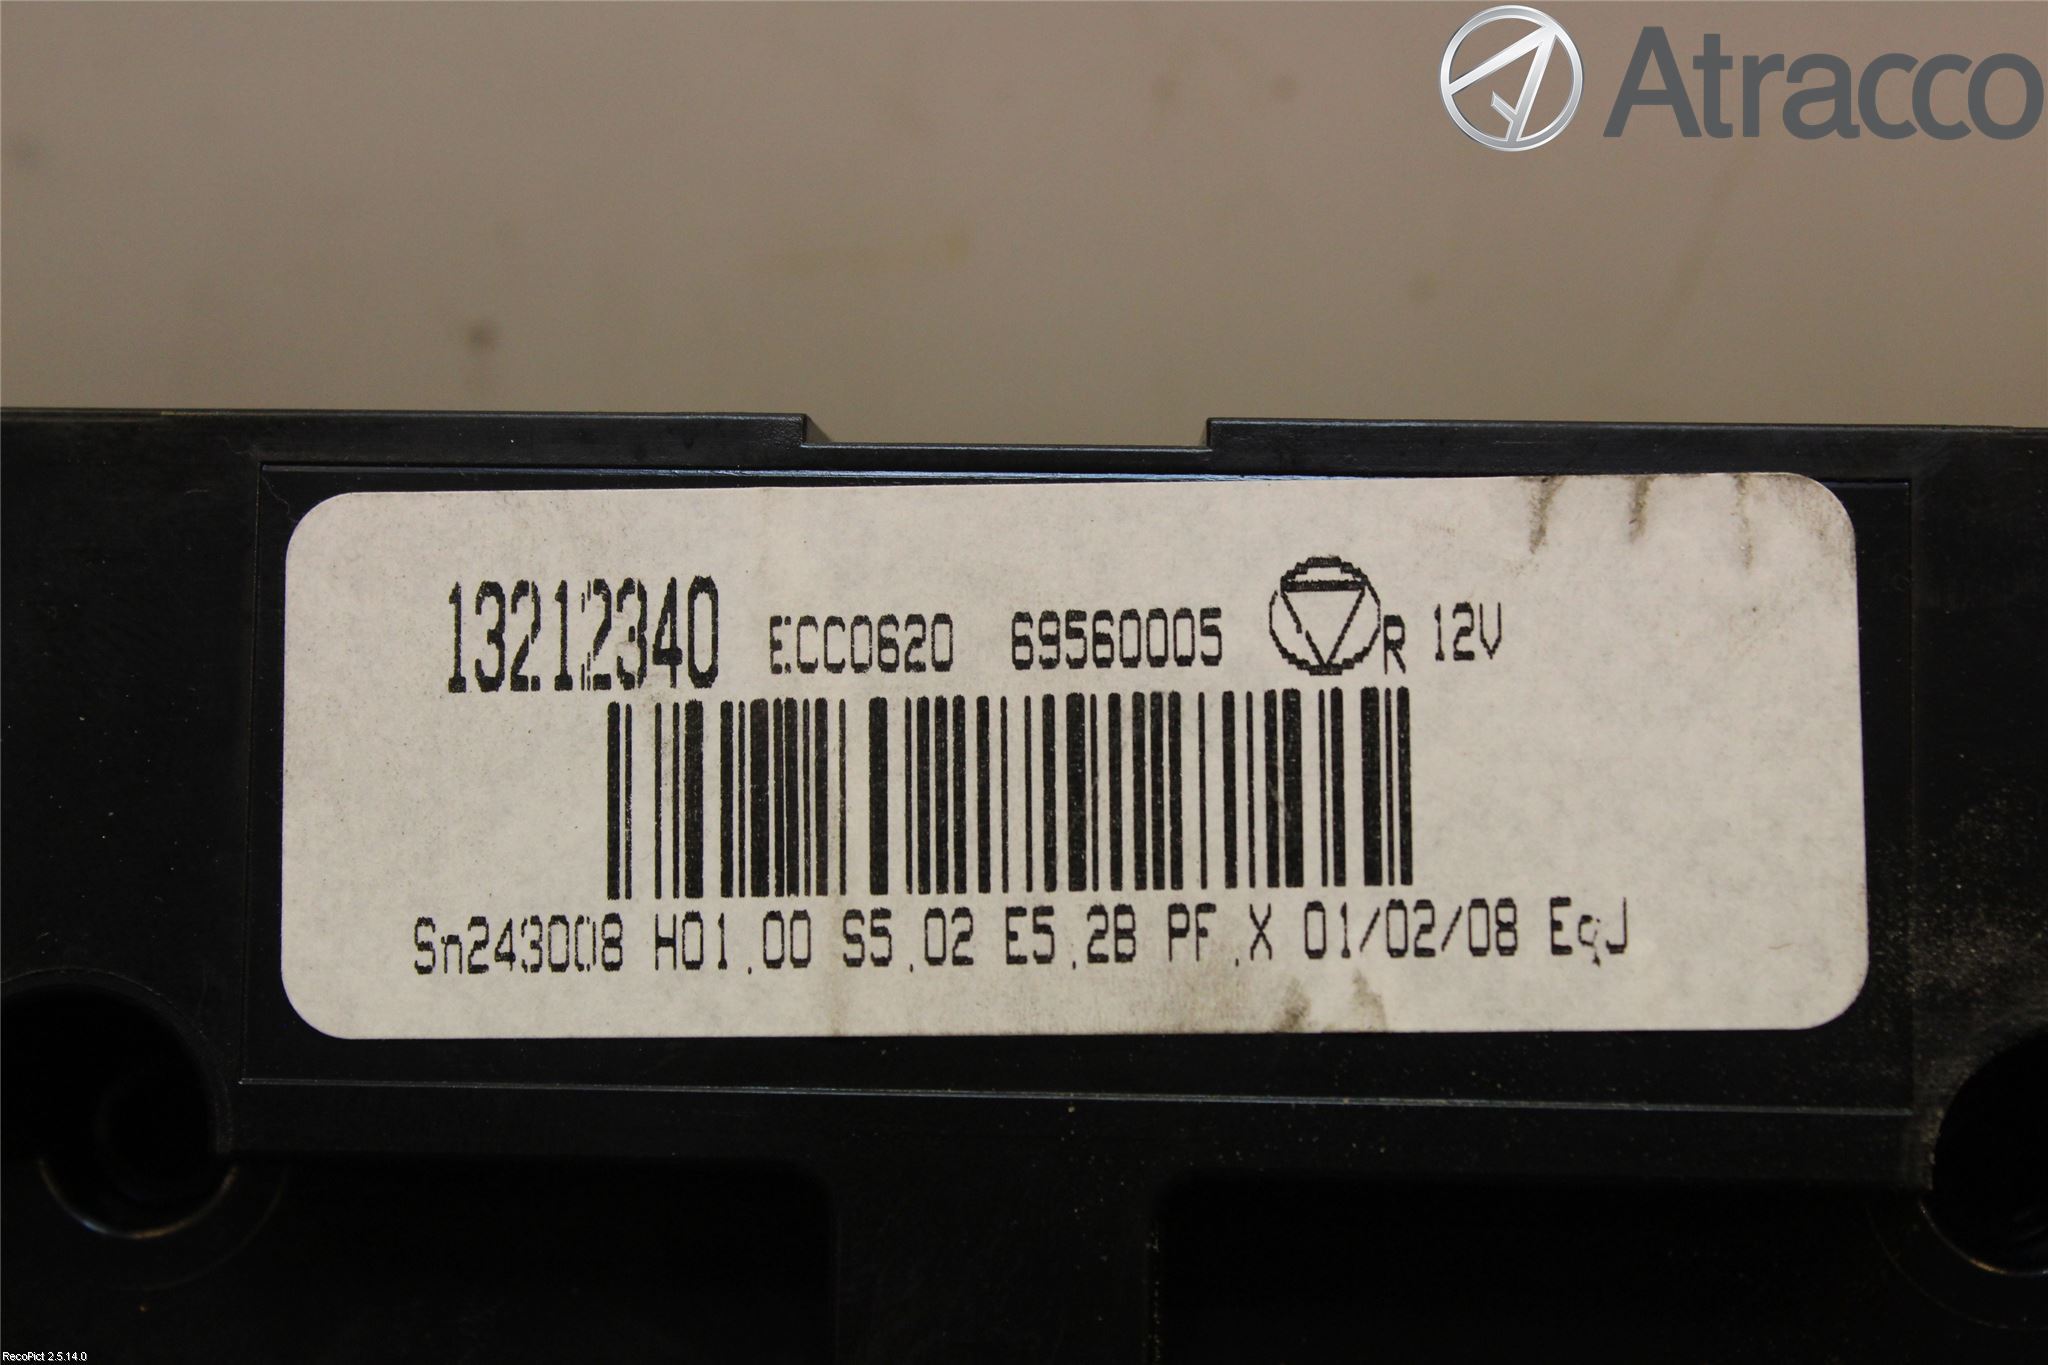 Atracco
13212340 ECC0620 69560005 R 12V
Sn243008 H01.00 S5.02 E5.2B PF.X 01/02/08 EqJ
RecoPict 2.5.14.0